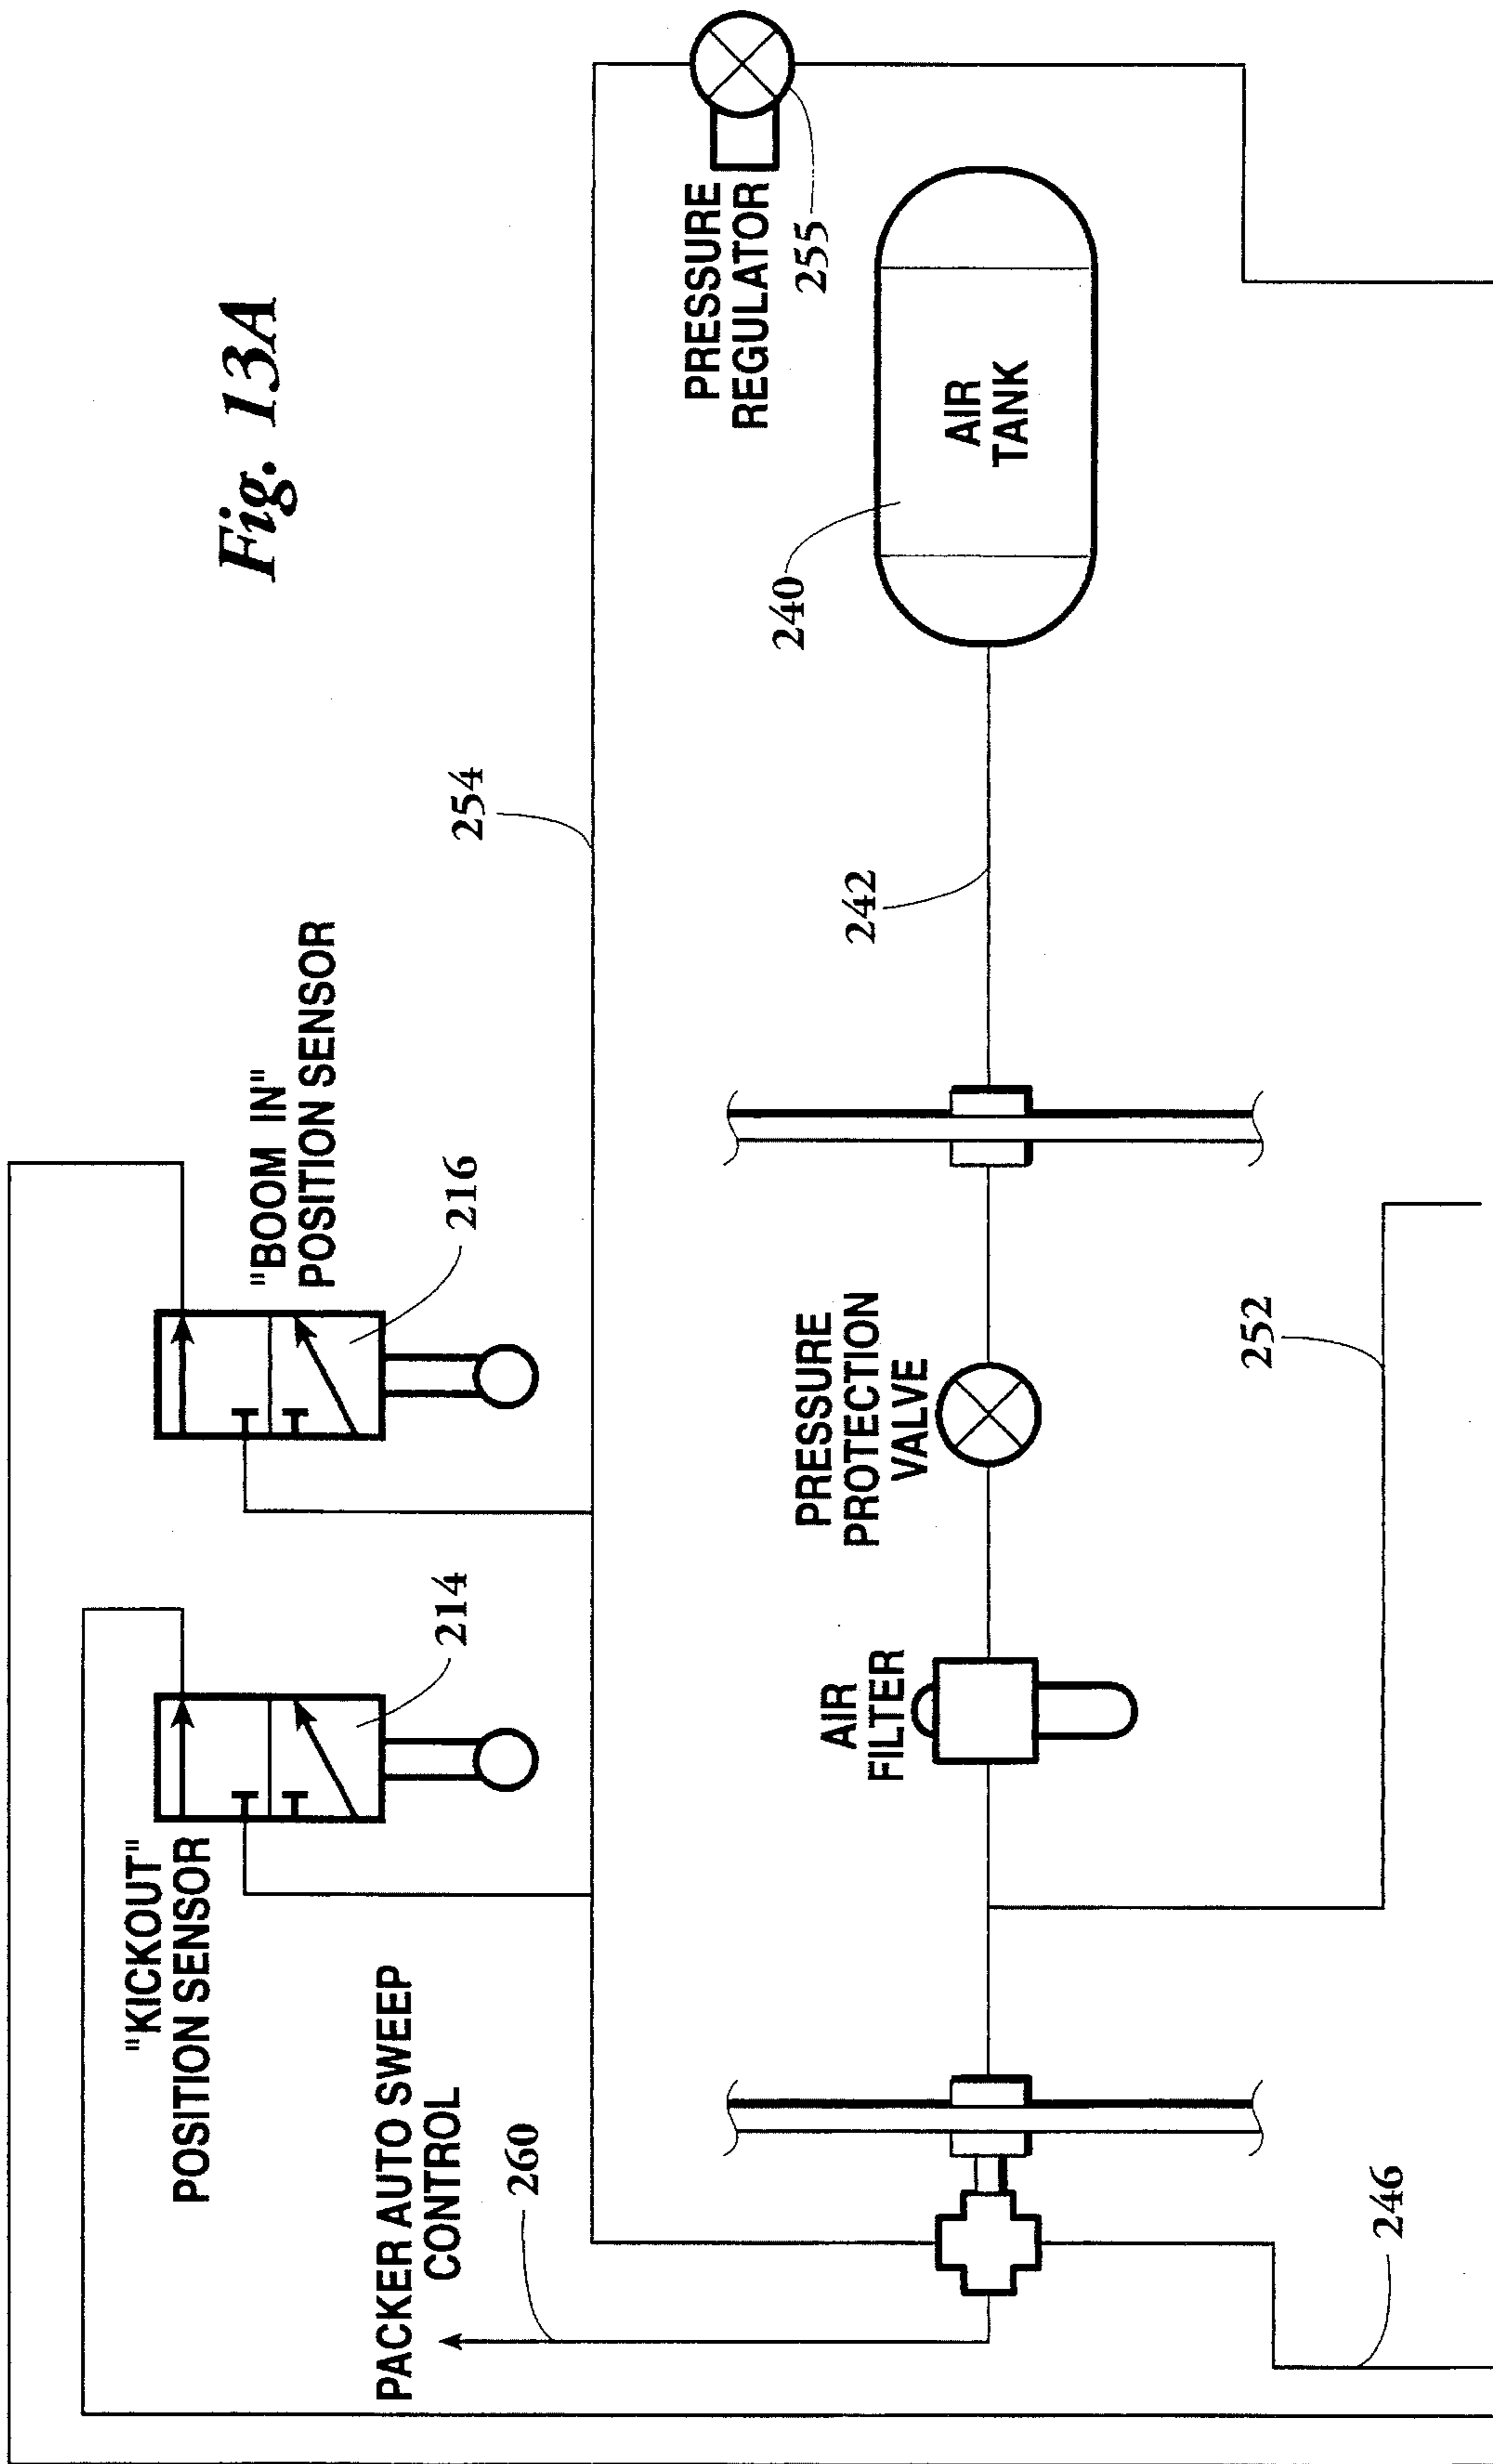 Fig. 13A
"KICKOUT"
POSITION SENSOR
214
"BOOM IN"
POSITION SENSOR
216
PACKER AUTO SWEEP
CONTROL
260
254
PRESSURE
REGULATOR
255
AIR
TANK
240
242
PRESSURE
PROTECTION
VALVE
AIR
FILTER
252
246